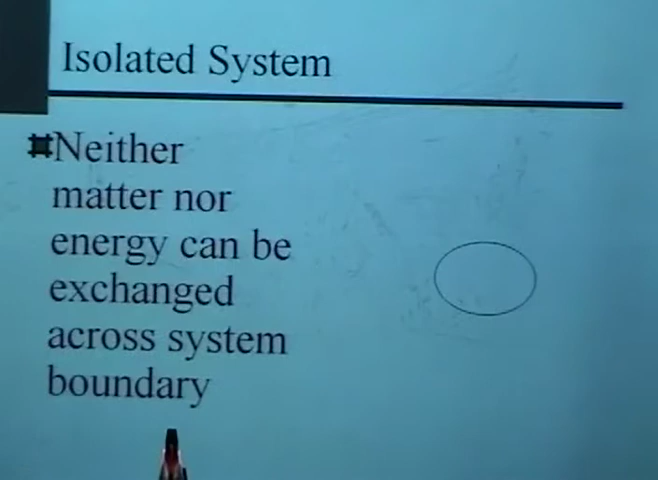 Isolated System
Neither
matter nor
energy can be
exchanged
across system
boundary